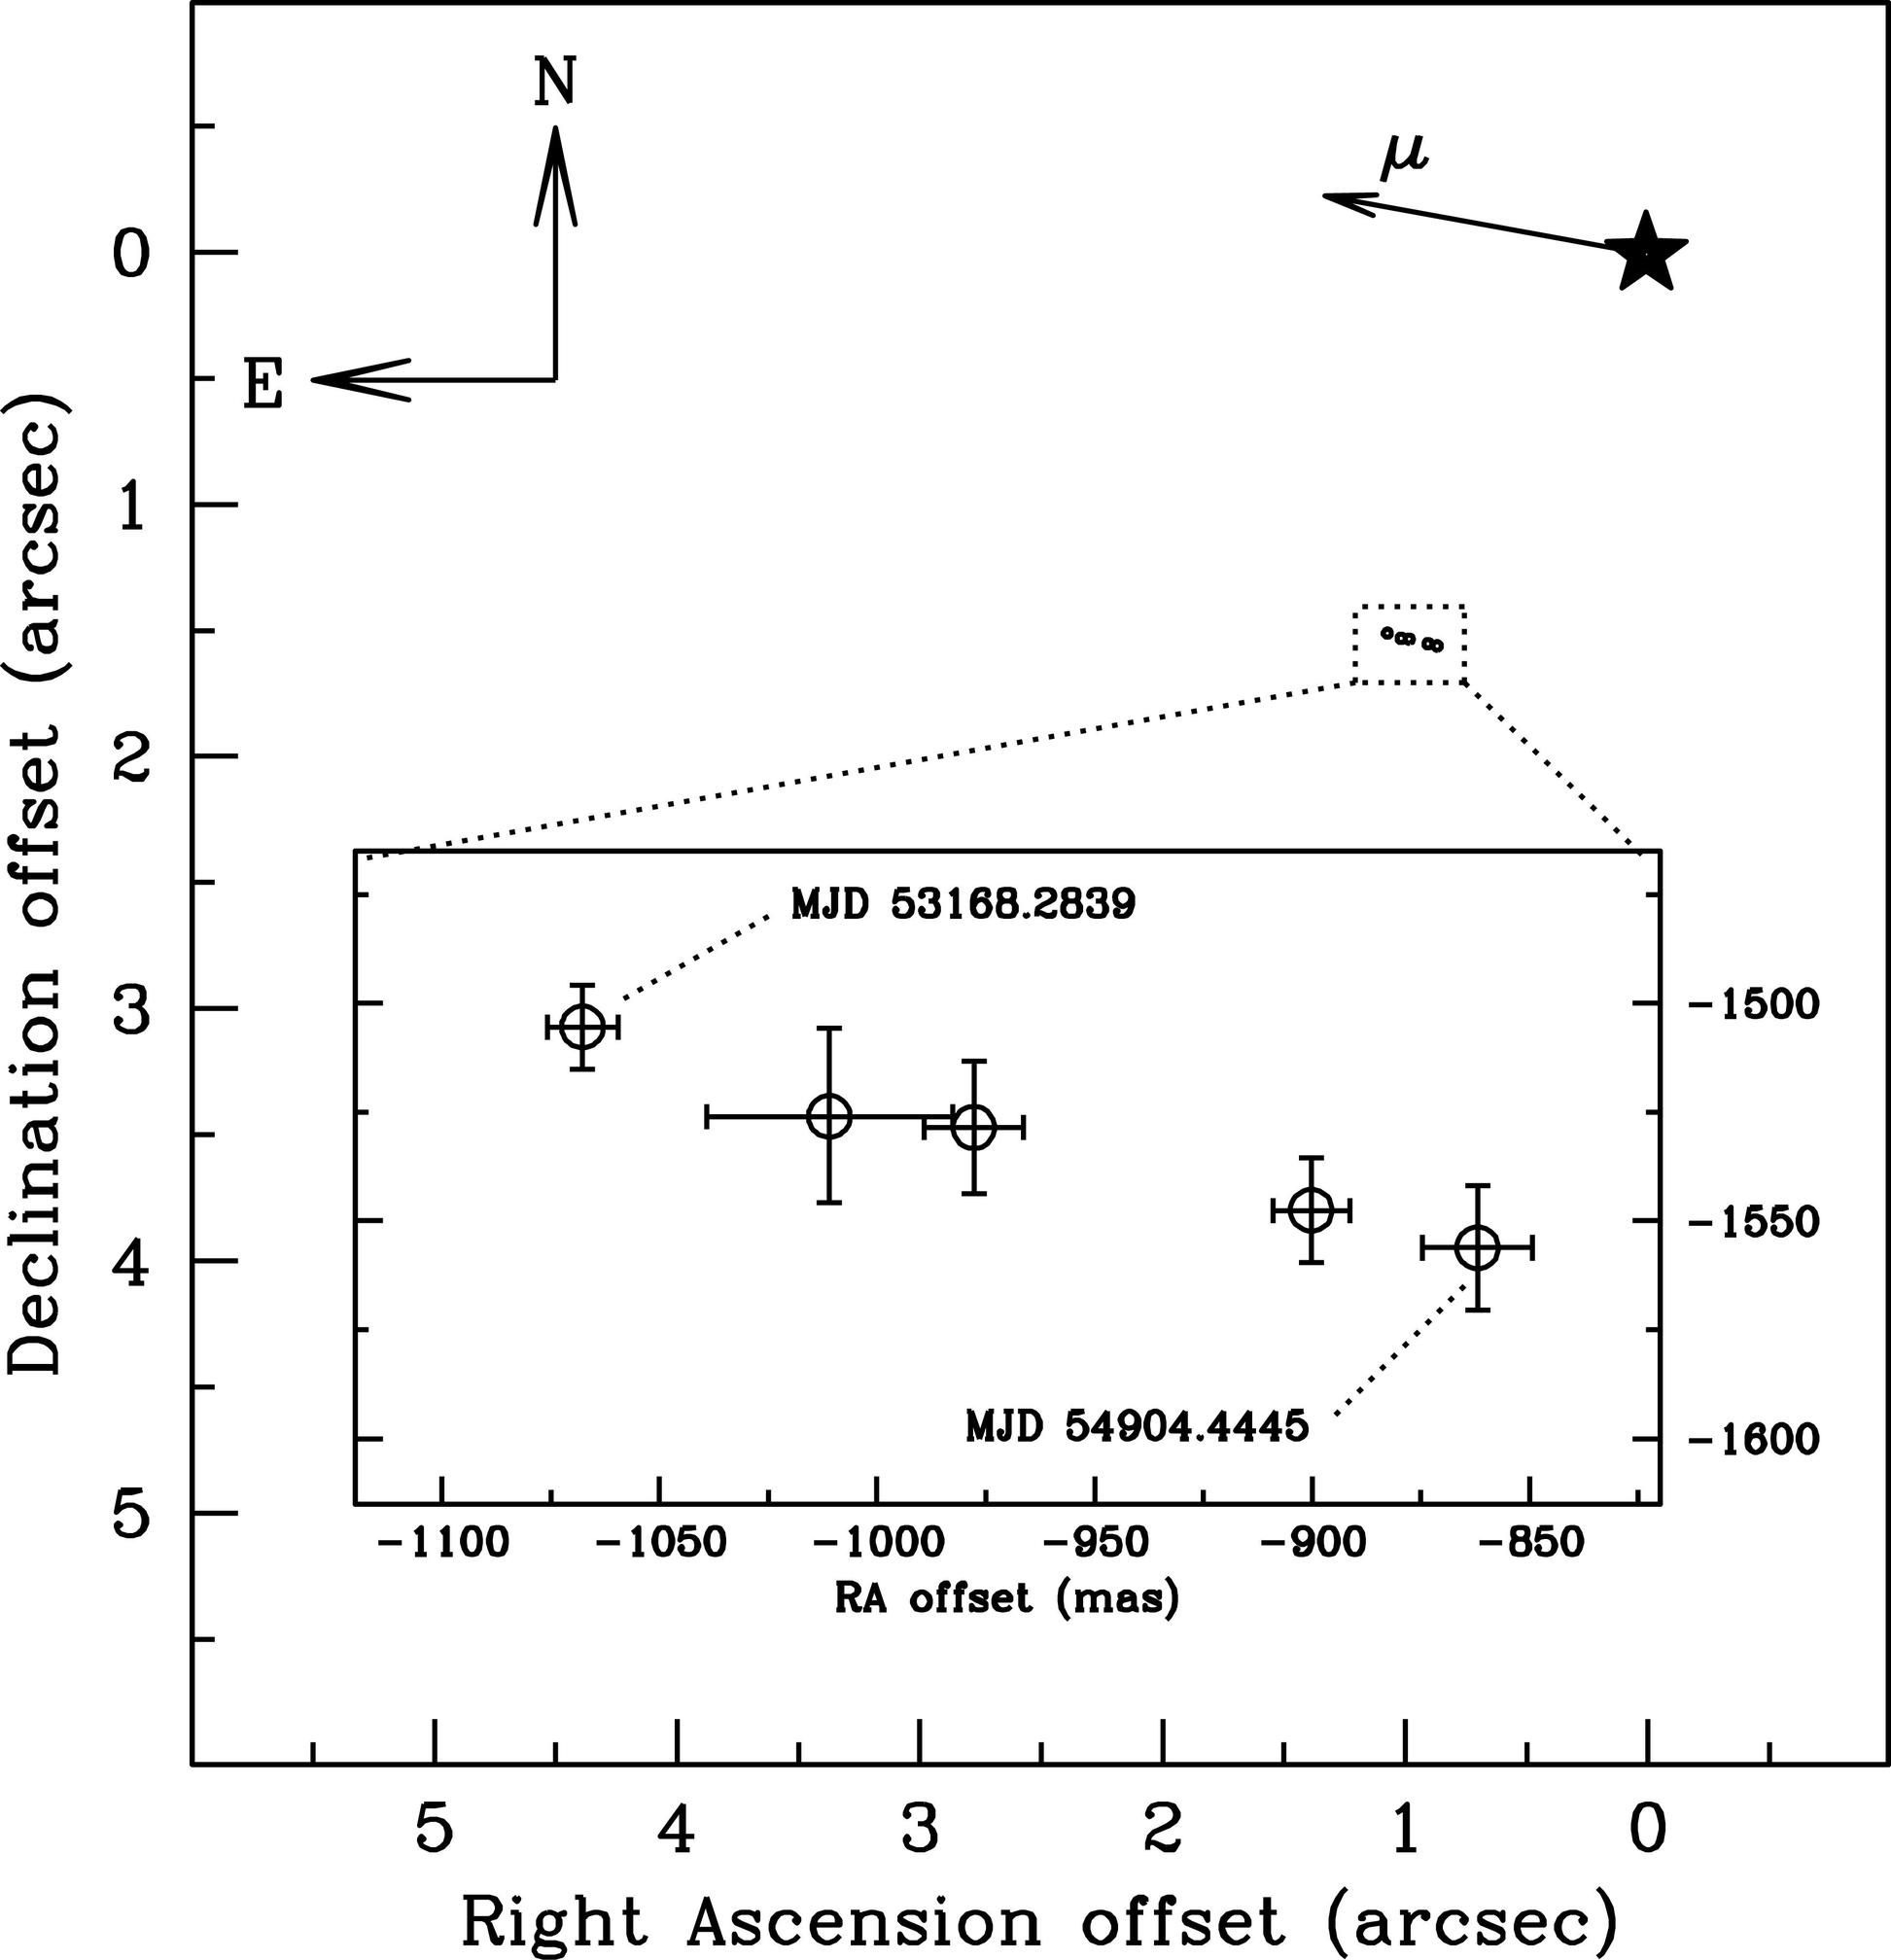 N
μ
0
E
1
2
MJD 53168.2839
3
-1500
-1550
4
MJD 54904.4445
-1600
5
-1100 -1050 -1000 -950 -900 -850
RA offset (mas)
5 4 3 2 1 0
Right Ascension offset (arcsec)
Declination offset (arcsec)